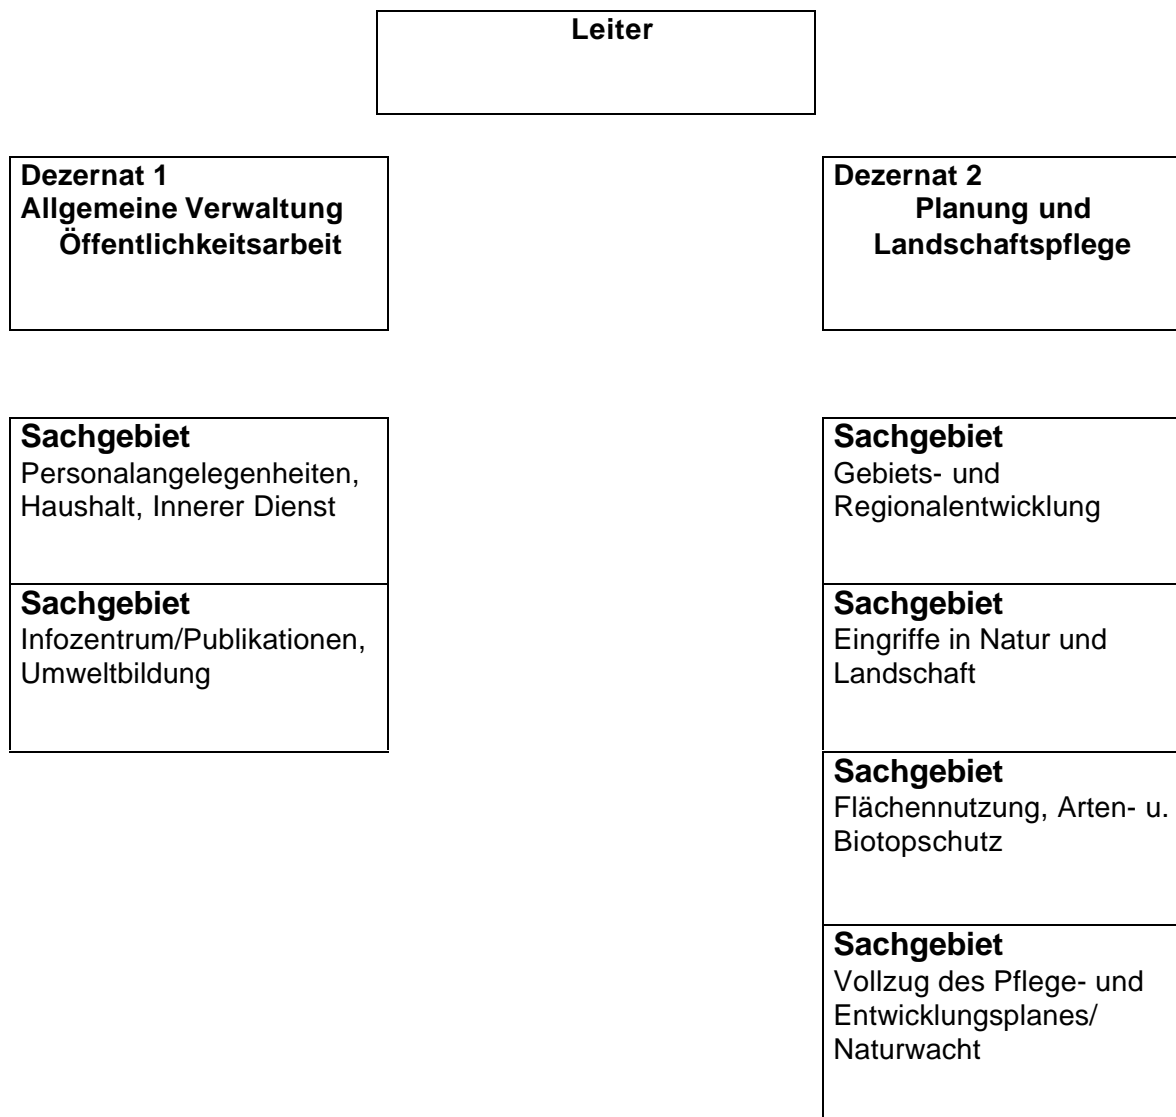 Leiter
Dezernat 1
Allgemeine Verwaltung
Öffentlichkeitsarbeit
Dezernat 2
Planung und
Landschaftspflege
Sachgebiet
Personalangelegenheiten,
Haushalt, Innerer Dienst
Sachgebiet
Infozentrum/Publikationen,
Umweltbildung
Sachgebiet
Gebiets- und
Regionalentwicklung
Sachgebiet
Eingriffe in Natur und
Landschaft
Sachgebiet
Flächennutzung, Arten- u.
Biotopschutz
Sachgebiet
Vollzug des Pflege- und
Entwicklungsplanes/
Naturwacht